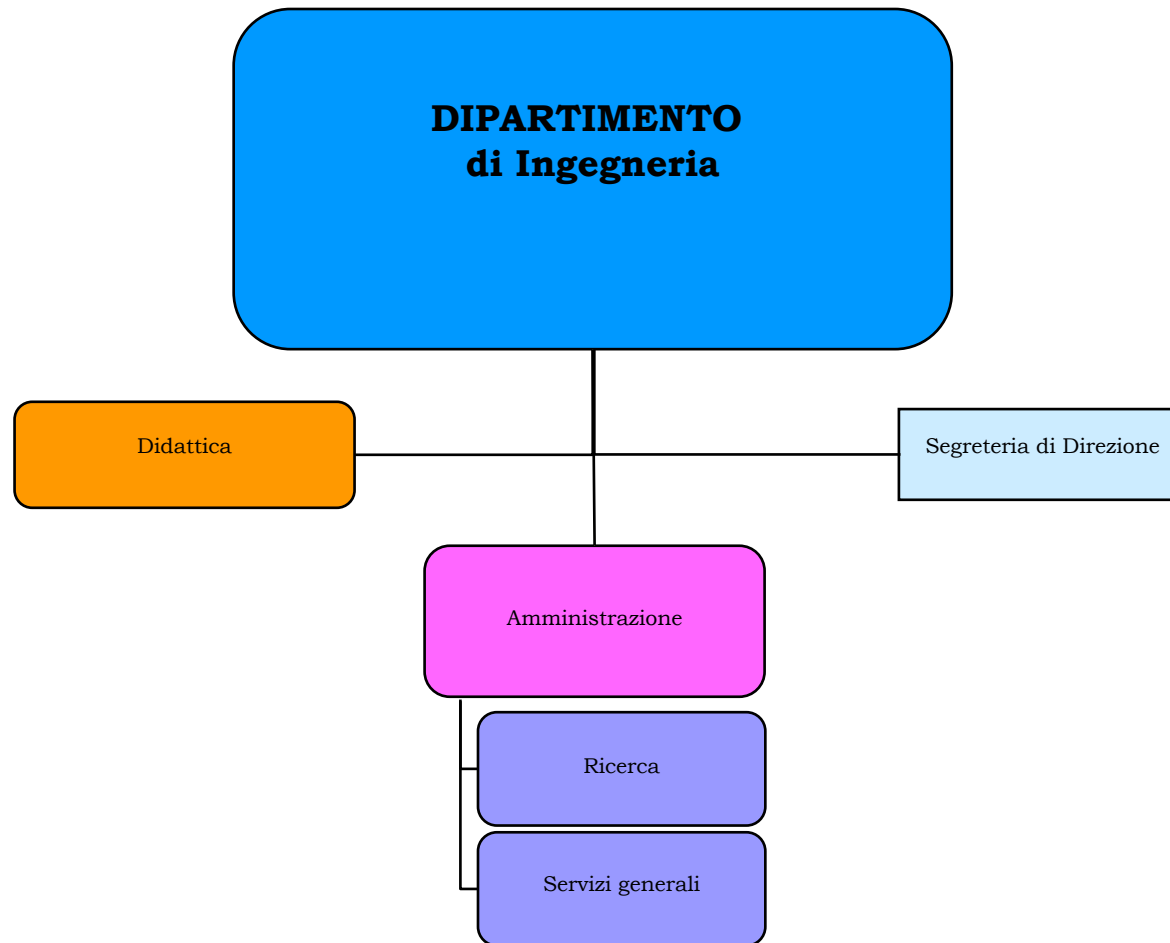 DIPARTIMENTO
di Ingegneria
Didattica
Segreteria di Direzione
Amministrazione
Ricerca
Servizi generali